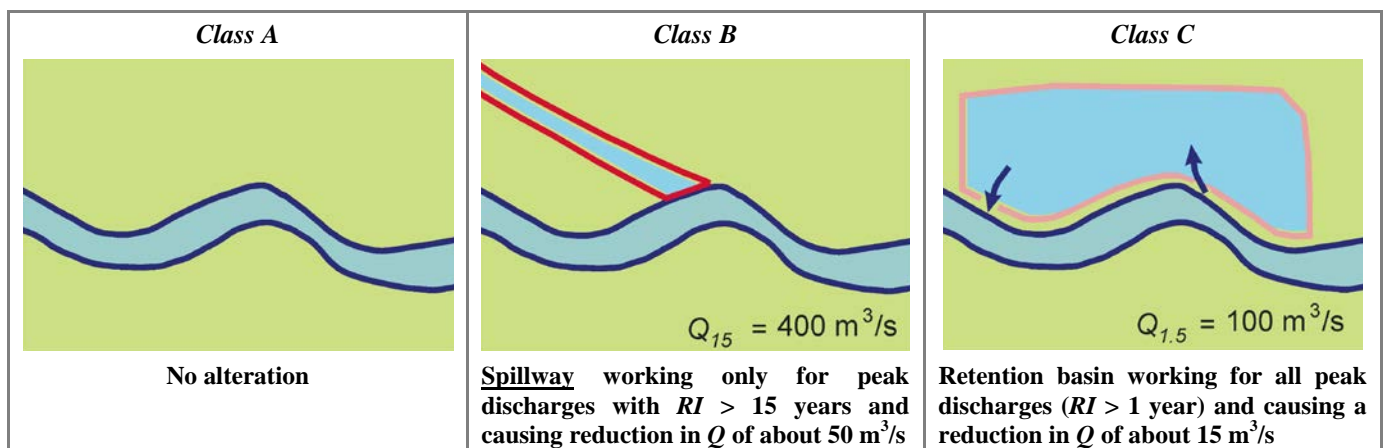 Class A
No alteration
Class B
Q15 = 400 m³/s
Spillway working only for peak
discharges with RI > 15 years and
causing reduction in Q of about 50 m³/s
Class C
Q1.5 = 100 m³/s
Retention basin working for all peak
discharges (RI > 1 year) and causing a
reduction in Q of about 15 m³/s